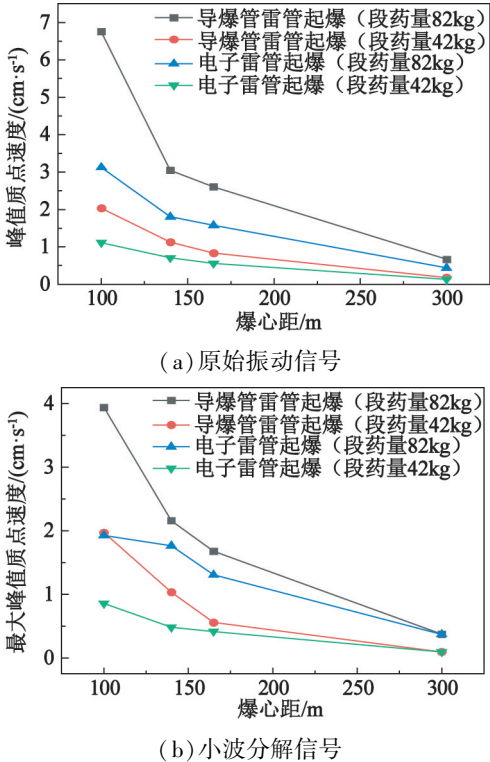 导爆管雷管起爆（段药量82kg）
导爆管雷管起爆（段药量42kg）
电子雷管起爆（段药量82kg）
电子雷管起爆（段药量42kg）
峰值质点速度/(cm·s⁻¹)
7
6
5
4
3
2
1
0
100 150 200 250 300
爆心距/m
(a)原始振动信号
导爆管雷管起爆（段药量82kg）
导爆管雷管起爆（段药量42kg）
电子雷管起爆（段药量82kg）
电子雷管起爆（段药量42kg）
最大峰值质点速度/(cm·s⁻¹)
4
3
2
1
0
100 150 200 250 300
爆心距/m
(b)小波分解信号